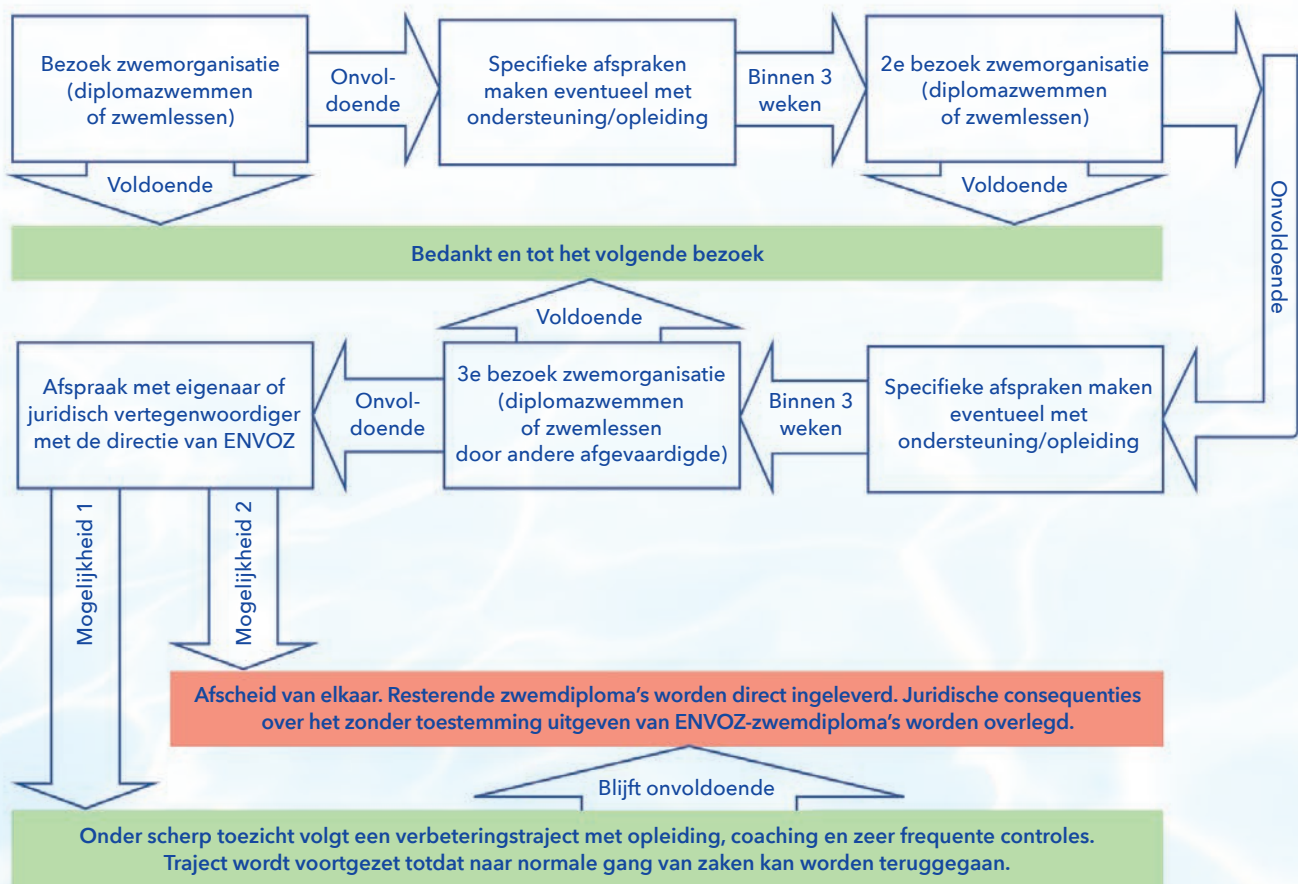 Bezoek zwemorganisatie
(diplomazwemmen
of zwemlessen)
Onvol-
doende
Specifieke afspraken
maken eventueel met
ondersteuning/opleiding
Binnen 3
weken
2e bezoek zwemorganisatie
(diplomazwemmen
of zwemlessen)
Voldoende
Voldoende
Onvoldoende
Bedankt en tot het volgende bezoek
Voldoende
Afspraak met eigenaar of
juridisch vertegenwoordiger
met de directie van ENVOZ
Onvol-
doende
3e bezoek zwemorganisatie
(diplomazwemmen
of zwemlessen
door andere afgevaardigde)
Binnen 3
weken
Specifieke afspraken maken
eventueel met
ondersteuning/opleiding
Mogelijkheid 1
Mogelijkheid 2
Afscheid van elkaar. Resterende zwemdiploma's worden direct ingeleverd. Juridische consequenties
over het zonder toestemming uitgeven van ENVOZ-zwemdiploma's worden overlegd.
Blijft onvoldoende
Onder scherp toezicht volgt een verbeteringstraject met opleiding, coaching en zeer frequente controles.
Traject wordt voortgezet totdat naar normale gang van zaken kan worden teruggegaan.